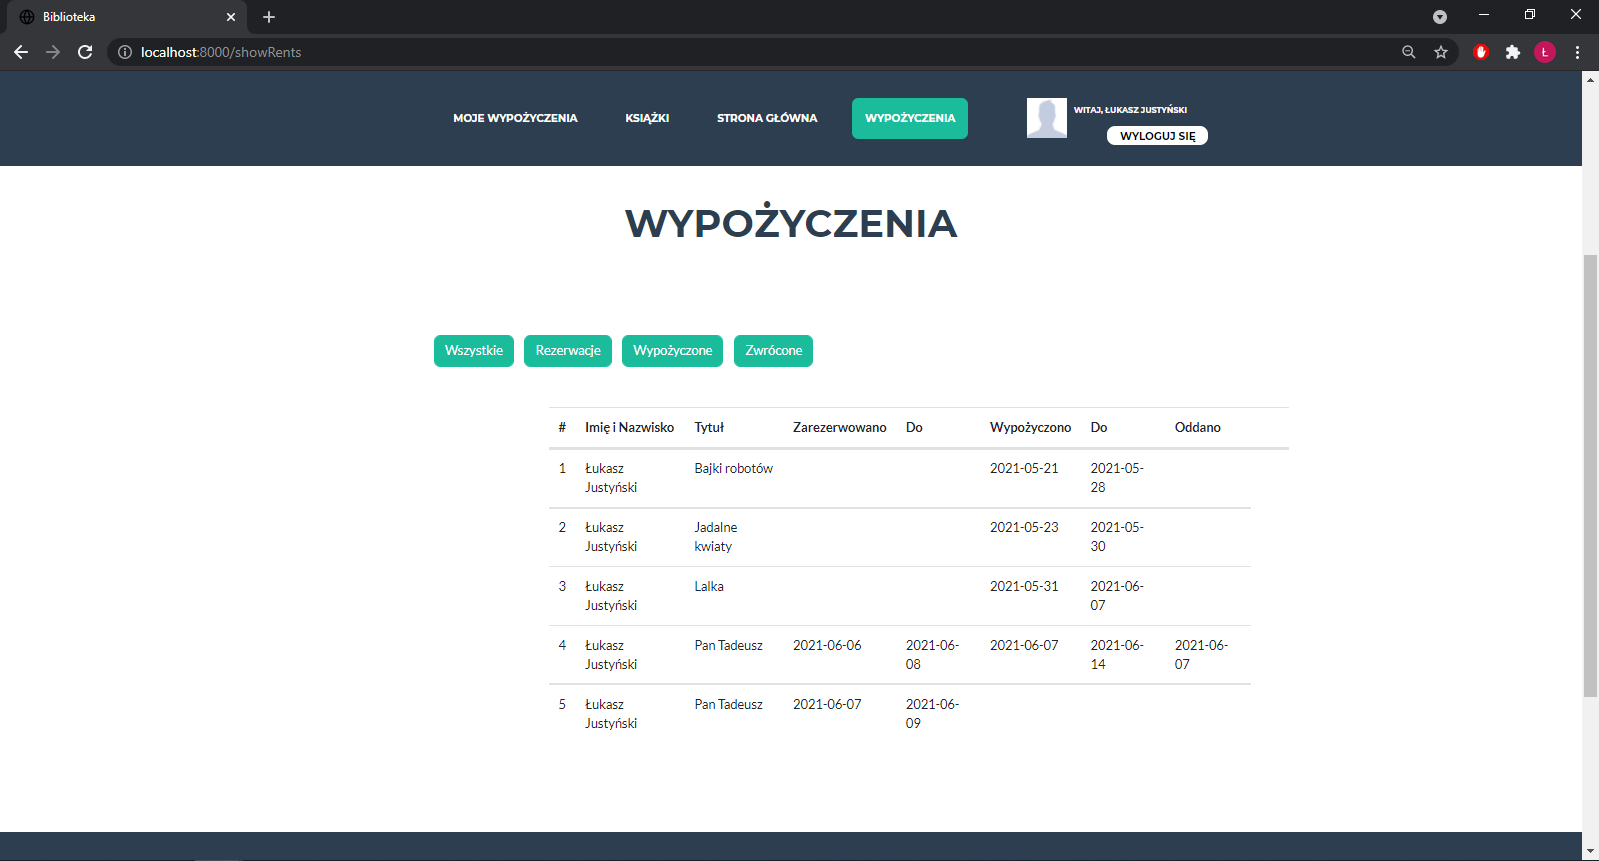 Biblioteka
localhost:8000/showRents
Ł
MOJE WYPOŻYCZENIA
KSIĄŻKI
STRONA GŁÓWNA
WYPOŻYCZENIA
WITAJ, ŁUKASZ JUSTYŃSKI
WYLOGUJ SIĘ
WYPOŻYCZENIA
Wszystkie Rezerwacje Wypożyczone Zwrócone
# Imię i Nazwisko Tytuł Zarezerwowano Do Wypożyczono Do Oddano
1 Łukasz Bajki robotów 2021-05-21 2021-05-
Justyński 28
2 Łukasz Jadalne 2021-05-23 2021-05-
Justyński kwiaty 30
3 Łukasz Lalka 2021-05-31 2021-06-
Justyński 07
4 Łukasz Pan Tadeusz 2021-06-06 2021-06- 2021-06-07 2021-06- 2021-06-
Justyński 08 14 07
5 Łukasz Pan Tadeusz 2021-06-07 2021-06-
Justyński 09